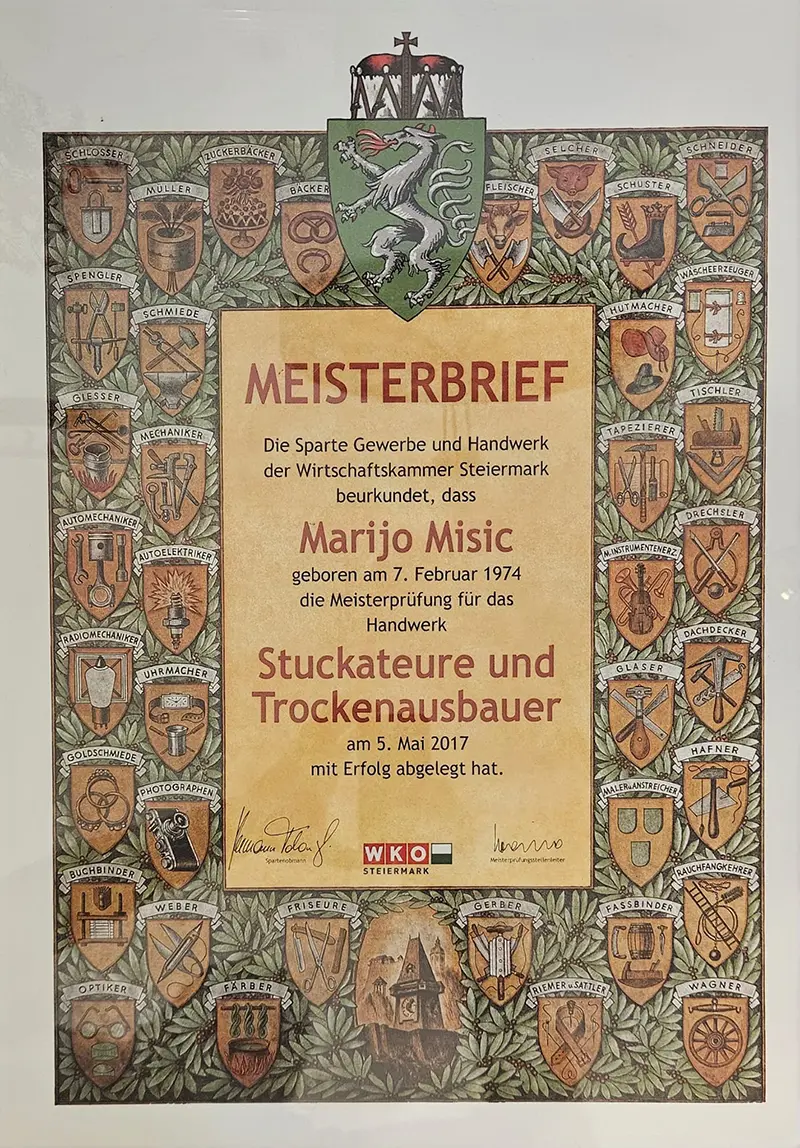 SCHLOSSER
ZUCKERBÄCKER
SELCHER
SCHNEIDER
MÜLLER
BÄCKER
FLEISCHER
SCHUSTER
SPENGLER
WÄSCHEERZEUGER
SCHMIEDE
HUTMACHER
GIESSER
TISCHLER
MECHANIKER
TAPEZIERER
AUTOMECHANIKER
DRECHSLER
AUTOELEKTRIKER
M.INSTRUMENTENERZ.
RADIOMECHANIKER
DACHDECKER
UHRMACHER
GLASER
GOLDSCHMIEDE
HAFNER
PHOTOGRAPHEN
MALER u. ANSTREICHER
BUCHBINDER
RAUCHFANGKEHRER
WEBER
FRISEURE
GERBER
FASSBINDER
OPTIKER
FÄRBER
RIEMER u. SATTLER
WAGNER
MEISTERBRIEF
Die Sparte Gewerbe und Handwerk
der Wirtschaftskammer Steiermark
beurkundet, dass
Marijo Misic
geboren am 7. Februar 1974
die Meisterprüfung für das
Handwerk
Stuckateure und
Trockenausbauer
am 5. Mai 2017
mit Erfolg abgelegt hat.
Spartenobmann
WKO
STEIERMARK
Meisterprüfungsstellenleiter